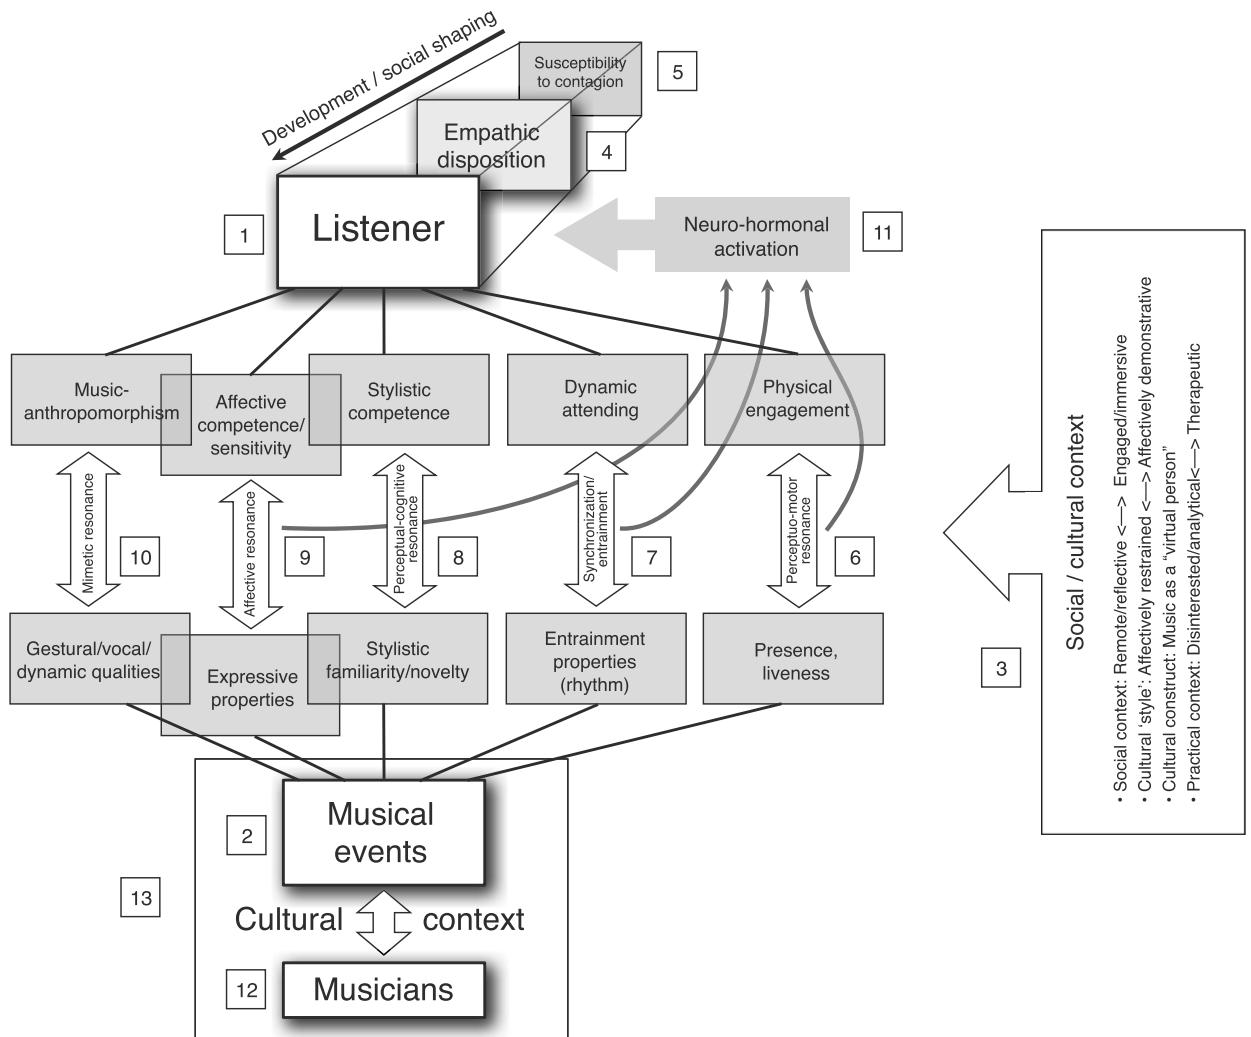 Development / social shaping
Susceptibility
to contagion
5
Empathic
disposition
4
Listener
1
Neuro-hormonal
activation
11
Music-
anthropomorphism
Affective
competence/
sensitivity
Stylistic
competence
Dynamic
attending
Physical
engagement
Mimetic resonance
10
Affective resonance
9
Perceptual-cognitive
resonance
8
Synchronization/
entrainment
7
Perceptuo-motor
resonance
6
Gestural/vocal/
dynamic qualities
Expressive
properties
Stylistic
familiarity/novelty
Entrainment
properties
(rhythm)
Presence,
liveness
Musical
events
2
13
Cultural context
Musicians
12
3
Social / cultural context
• Social context: Remote/reflective <—> Engaged/immersive
• Cultural ‘style’: Affectively restrained <—> Affectively demonstrative
• Cultural construct: Music as a “virtual person”
• Practical context: Disinterested/analytical<—> Therapeutic